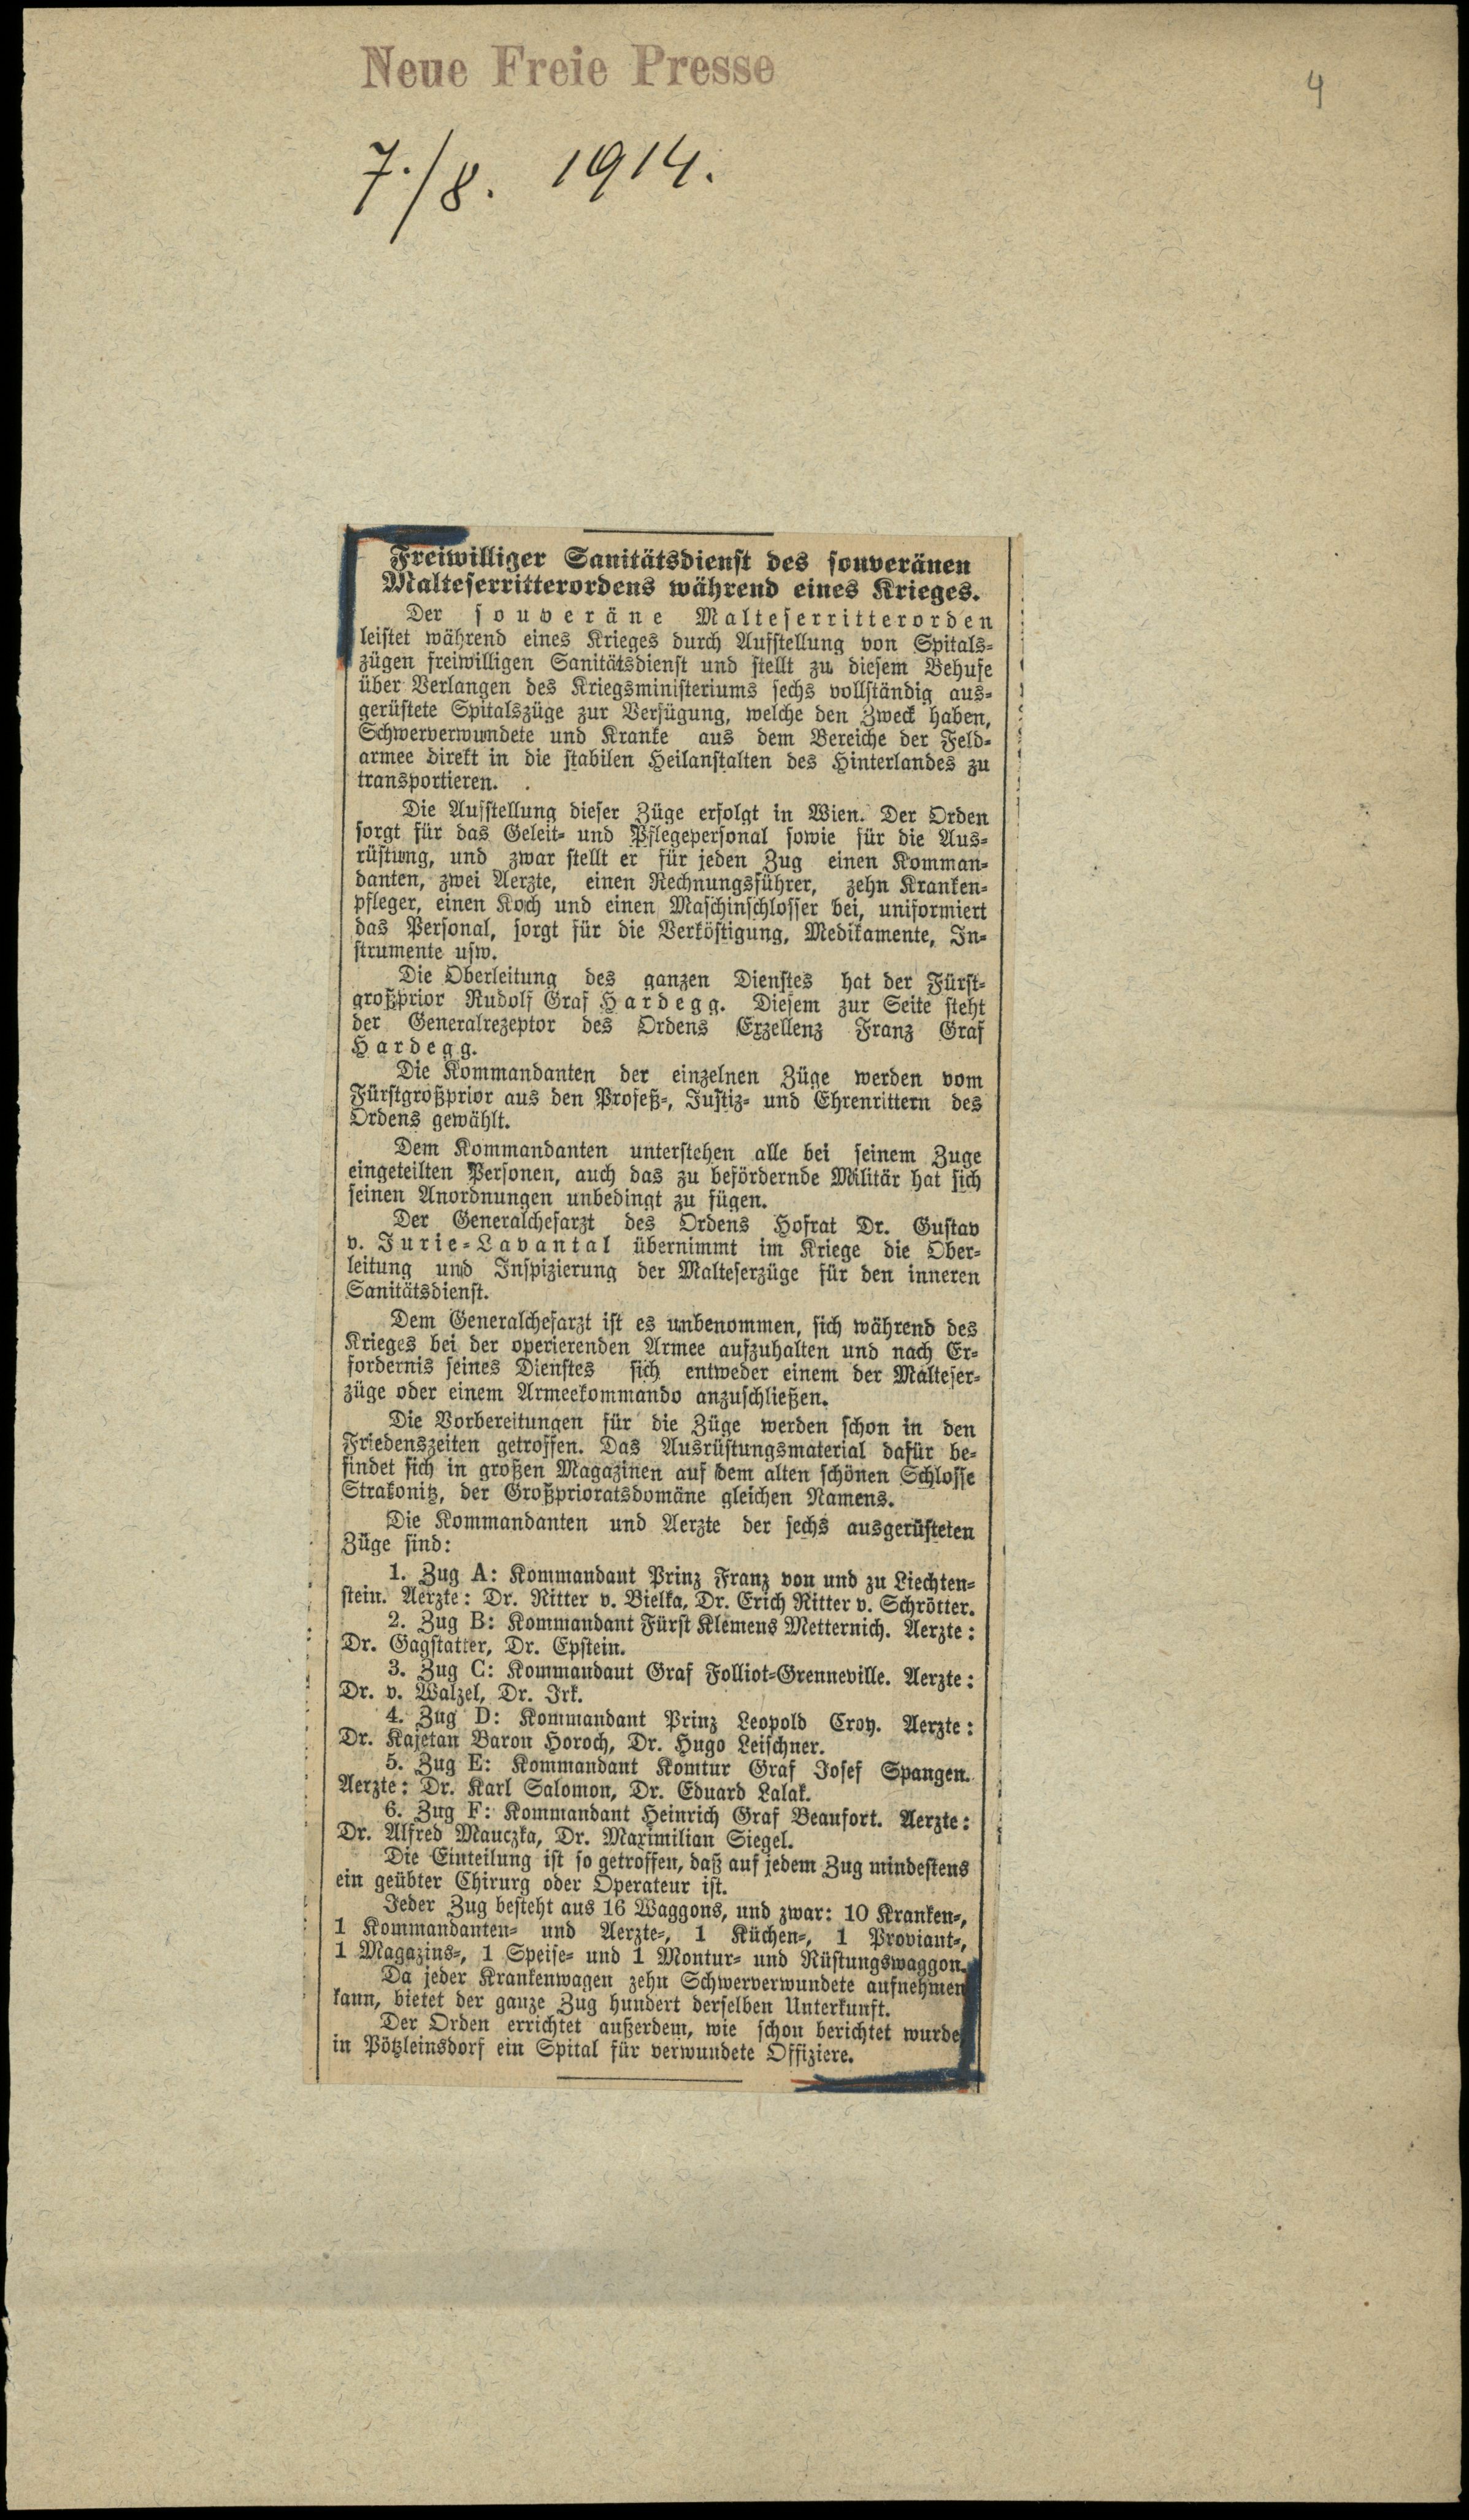 Neue Freie Presse
4
7./8. 1914.
Freiwilliger Sanitätsdienst des souveränen
Malteserritterordens während eines Krieges.
Der souveräne Malteserritterorden
leistet während eines Krieges durch Aufstellung von Spitals-
zügen freiwilligen Sanitätsdienst und stellt zu diesem Behufe
über Verlangen des Kriegsministeriums sechs vollständig aus-
gerüstete Spitalszüge zur Verfügung, welche den Zweck haben,
Schwerverwundete und Kranke aus dem Bereiche der Feld-
armee direkt in die stabilen Heilanstalten des Hinterlandes zu
transportieren.
Die Aufstellung dieser Züge erfolgt in Wien. Der Orden
sorgt für das Geleit- und Pflegepersonal sowie für die Aus-
rüstung, und zwar stellt er für jeden Zug einen Komman-
danten, zwei Aerzte, einen Rechnungsführer, zehn Kranken-
pfleger, einen Koch und einen Maschinschlosser bei, uniformiert
das Personal, sorgt für die Verköstigung, Medikamente, In-
strumente usw.
Die Oberleitung des ganzen Dienstes hat der Fürst-
großprior Rudolf Graf Hardegg. Diesem zur Seite steht
der Generalrezeptor des Ordens Exzellenz Franz Graf
Hardegg.
Die Kommandanten der einzelnen Züge werden vom
Fürstgroßprior aus den Profeß-, Justiz- und Ehrenrittern des
Ordens gewählt.
Dem Kommandanten unterstehen alle bei seinem Zuge
eingeteilten Personen, auch das zu befördernde Militär hat sich
seinen Anordnungen unbedingt zu fügen.
Der Generalchefarzt des Ordens Hofrat Dr. Gustav
v. Jurie-Lavantal übernimmt im Kriege die Ober-
leitung und Inspizierung der Malteserzüge für den inneren
Sanitätsdienst.
Dem Generalchefarzt ist es unbenommen, sich während des
Krieges bei der operierenden Armee aufzuhalten und nach Er-
fordernis seines Dienstes sich entweder einem der Malteser-
züge oder einem Armeekommando anzuschließen.
Die Vorbereitungen für die Züge werden schon in den
Friedenszeiten getroffen. Das Ausrüstungsmaterial dafür be-
findet sich in großen Magazinen auf dem alten schönen Schlosse
Strakonitz, der Großprioratsdomäne gleichen Namens.
Die Kommandanten und Aerzte der sechs ausgerüsteten
Züge sind:
1. Zug A: Kommandant Prinz Franz von und zu Liechten-
stein. Aerzte: Dr. Ritter v. Bielka, Dr. Erich Ritter v. Schrötter.
2. Zug B: Kommandant Fürst Klemens Metternich. Aerzte:
Dr. Gagstatter, Dr. Epstein.
3. Zug C: Kommandant Graf Folliot-Grenneville. Aerzte:
Dr. v. Walzel, Dr. Irk.
4. Zug D: Kommandant Prinz Leopold Croy. Aerzte:
Dr. Kajetan Baron Horoch, Dr. Hugo Leischner.
5. Zug E: Kommandant Komtur Graf Josef Spangen.
Aerzte: Dr. Karl Salomon, Dr. Eduard Lalak.
6. Zug F: Kommandant Heinrich Graf Beaufort. Aerzte:
Dr. Alfred Mauczka, Dr. Maximilian Siegel.
Die Einteilung ist so getroffen, daß auf jedem Zug mindestens
ein geübter Chirurg oder Operateur ist.
Jeder Zug besteht aus 16 Waggons, und zwar: 10 Kranken-,
1 Kommandanten- und Aerzte-, 1 Küchen-, 1 Proviant-,
1 Magazins-, 1 Speise- und 1 Montur- und Rüstungswaggon.
Da jeder Krankenwagen zehn Schwerverwundete aufnehmen
kann, bietet der ganze Zug hundert derselben Unterkunft.
Der Orden errichtet außerdem, wie schon berichtet wurde
in Pötzleinsdorf ein Spital für verwundete Offiziere.